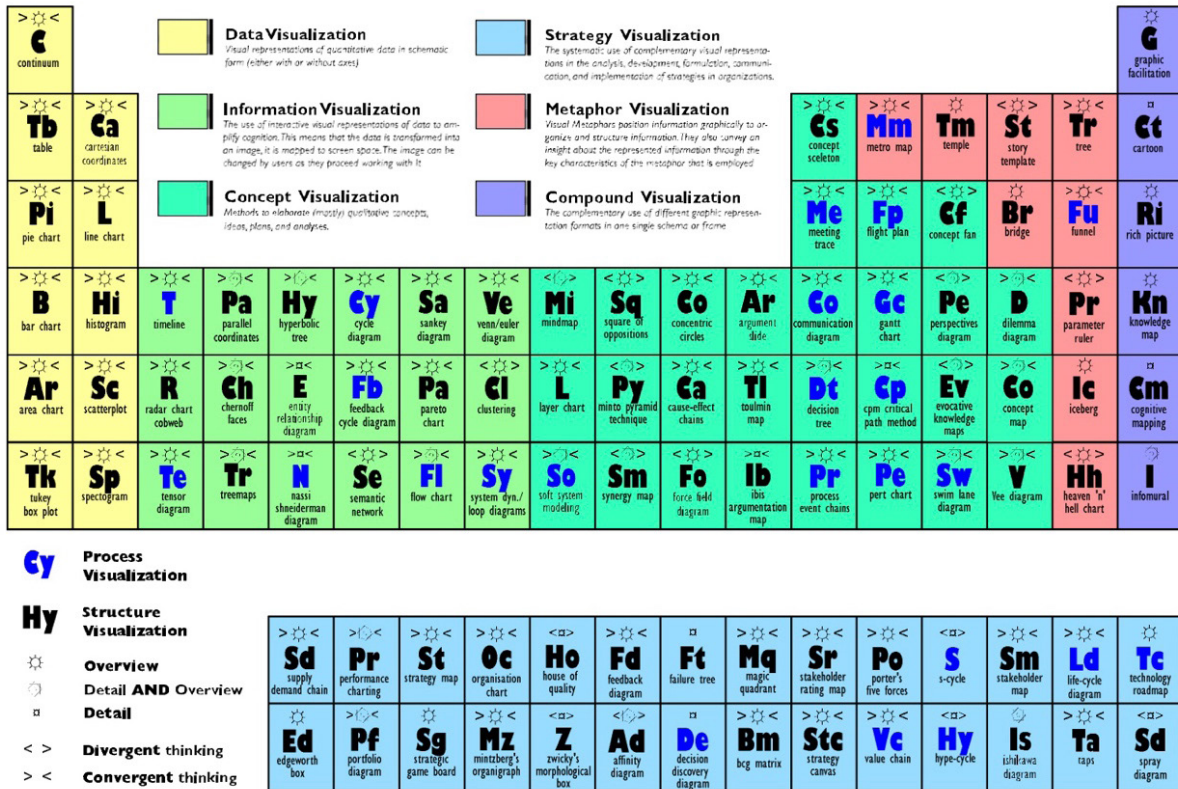 C
continuum
Data Visualization
Visual representations of quantitative data in schematic
form (either with or without axes)
Strategy Visualization
The systematic use of complementary visual representa-
tions in the analysis, development, formulation, communi-
cation, and implementation of strategies in organizations.
G
graphic
facilitation
Tb
table
Ca
cartesian
coordinates
Information Visualization
The use of interactive visual representations of data to am-
plify cognition. This means that the data is transformed into
an image, it is mapped to screen space. The image can be
changed by users as they proceed working with it
Metaphor Visualization
Visual Metaphors position information graphically to or-
ganize and structure information. They also convey an
insight about the represented information through the
key characteristics of the metaphor that is employed
Cs
concept
sceleton
Mm
metro map
Tm
temple
St
story
template
Tr
tree
Ct
cartoon
Pi
pie chart
L
line chart
Concept Visualization
Methods to elaborate (mostly) qualitative concepts,
ideas, plans, and analyses.
Compound Visualization
The complementary use of different graphic represen-
tation formats in one single schema or frame
Me
meeting
trace
Fp
flight plan
Cf
concept fan
Br
bridge
Fu
funnel
Ri
rich picture
B
bar chart
Hi
histogram
T
timeline
Pa
parallel
coordinates
Hy
hyperbolic
tree
Cy
cycle
diagram
Sa
sankey
diagram
Ve
venn/euler
diagram
Mi
mindmap
Sq
square of
oppositions
Co
concentric
circles
Ar
argument
slide
Co
communication
diagram
Gc
gantt
chart
Pe
perspectives
diagram
D
dilemma
diagram
Pr
parameter
ruler
Kn
knowledge
map
Ar
area chart
Sc
scatterplot
R
radar chart
cobweb
Ch
chernoff
faces
E
entity
relationship
diagram
Fb
feedback
cycle diagram
Pa
pareto
chart
Cl
clustering
L
layer chart
Py
minto pyramid
technique
Ca
cause-effect
chains
Tl
toulmin
map
Dt
decision
tree
Cp
cpm critical
path method
Ev
evocative
knowledge
maps
Co
concept
map
Ic
iceberg
Cm
cognitive
mapping
Tk
tukey
box plot
Sp
spectogram
Te
tensor
diagram
Tr
treemaps
N
nassi
shneiderman
diagram
Se
semantic
network
Fl
flow chart
Sy
system dyn./
loop diagrams
So
soft system
modeling
Sm
synergy map
Fo
force field
diagram
Ib
ibis
argumentation
map
Pr
process
event chains
Pe
pert chart
Sw
swim lane
diagram
V
Vee diagram
Hh
heaven 'n'
hell chart
I
infomural
Cy
Process
Visualization
Hy
Structure
Visualization
Overview
Detail AND Overview
Detail
< > Divergent thinking
> < Convergent thinking
Sd
supply
demand chain
Pr
performance
charting
St
strategy map
Oc
organisation
chart
Ho
house of
quality
Fd
feedback
diagram
Ft
failure tree
Mq
magic
quadrant
Sr
stakeholder
rating map
Po
porter's
five forces
S
s-cycle
Sm
stakeholder
map
Ld
life-cycle
diagram
Tc
technology
roadmap
Ed
edgeworth
box
Pf
portfolio
diagram
Sg
strategic
game board
Mz
mintzberg's
organigraph
Z
zwicky's
morphological
box
Ad
affinity
diagram
De
decision
discovery
diagram
Bm
bcg matrix
Stc
strategy
canvas
Vc
value chain
Hy
hype-cycle
Is
ishikawa
diagram
Ta
taps
Sd
spray
diagram